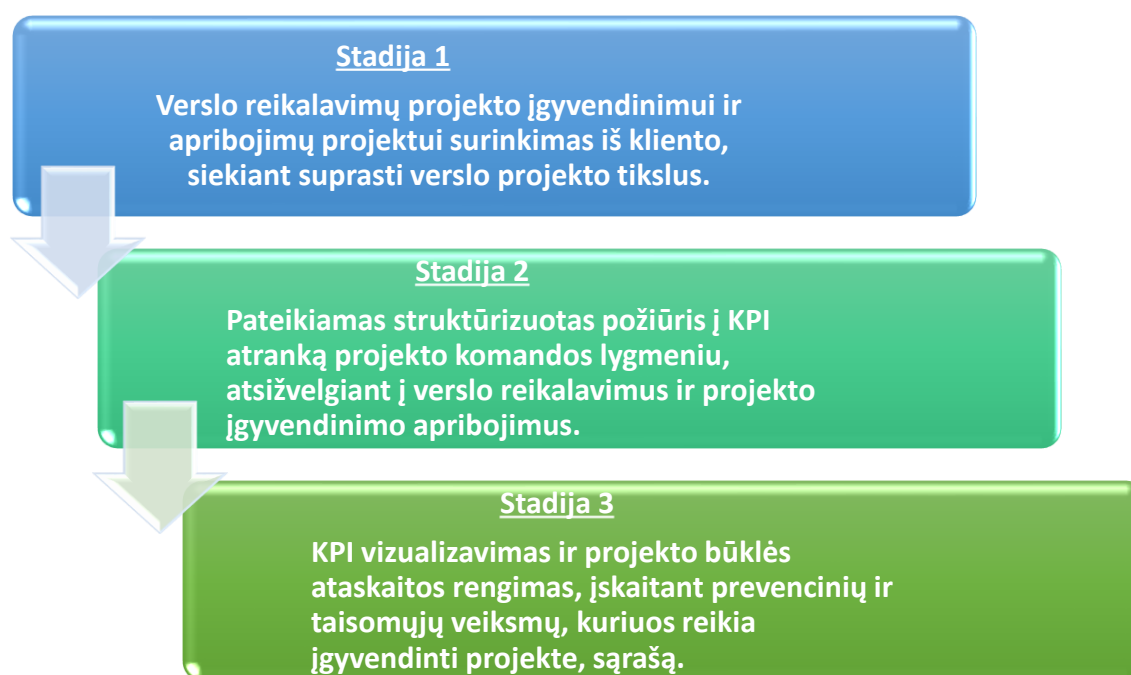 Stadija 1
Verslo reikalavimų projekto įgyvendinimui ir
apribojimų projektui surinkimas iš kliento,
siekiant suprasti verslo projekto tikslus.
Stadija 2
Pateikiamas struktūrizuotas požiūris į KPI
atranką projekto komandos lygmeniu,
atsižvelgiant į verslo reikalavimus ir projekto
įgyvendinimo apribojimus.
Stadija 3
KPI vizualizavimas ir projekto būklės
ataskaitos rengimas, įskaitant prevencinių ir
taisomųjų veiksmų, kuriuos reikia
įgyvendinti projekte, sąrašą.